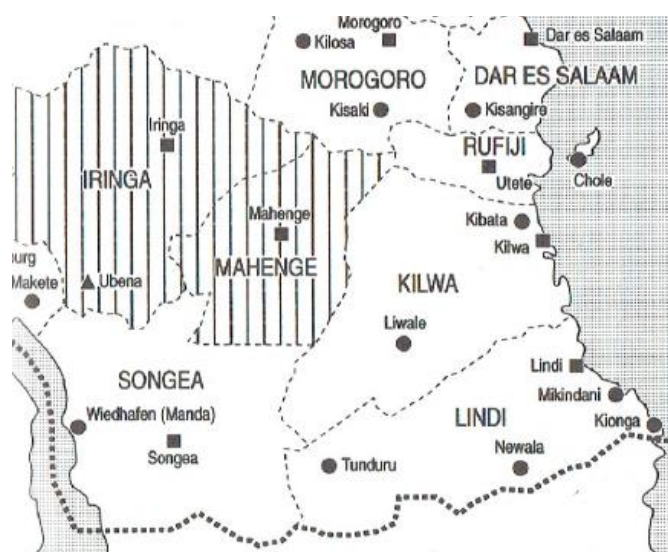 Morogoro
Kilosa
Dar es Salaam
MOROGORO
DAR ES SALAAM
Kisaki
Kisangire
Iringa
RUFIJI
IRINGA
Utete
Chole
Mahenge
Kibata
Kilwa
MAHENGE
urg
Makete
Ubena
KILWA
Liwale
Lindi
SONGEA
Mikindani
Wiedhafen (Manda)
LINDI
Kionga
Songea
Tunduru
Newala